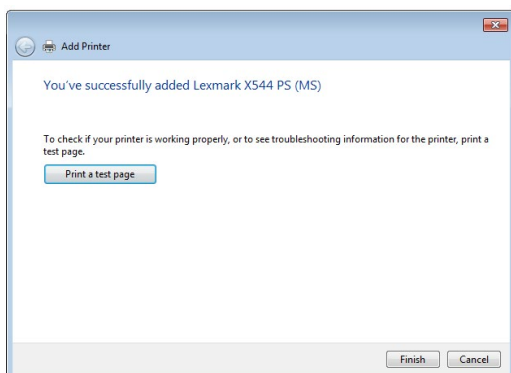 Add Printer
You've successfully added Lexmark X544 PS (MS)
To check if your printer is working properly, or to see troubleshooting information for the printer, print a
test page.
Print a test page
Finish Cancel